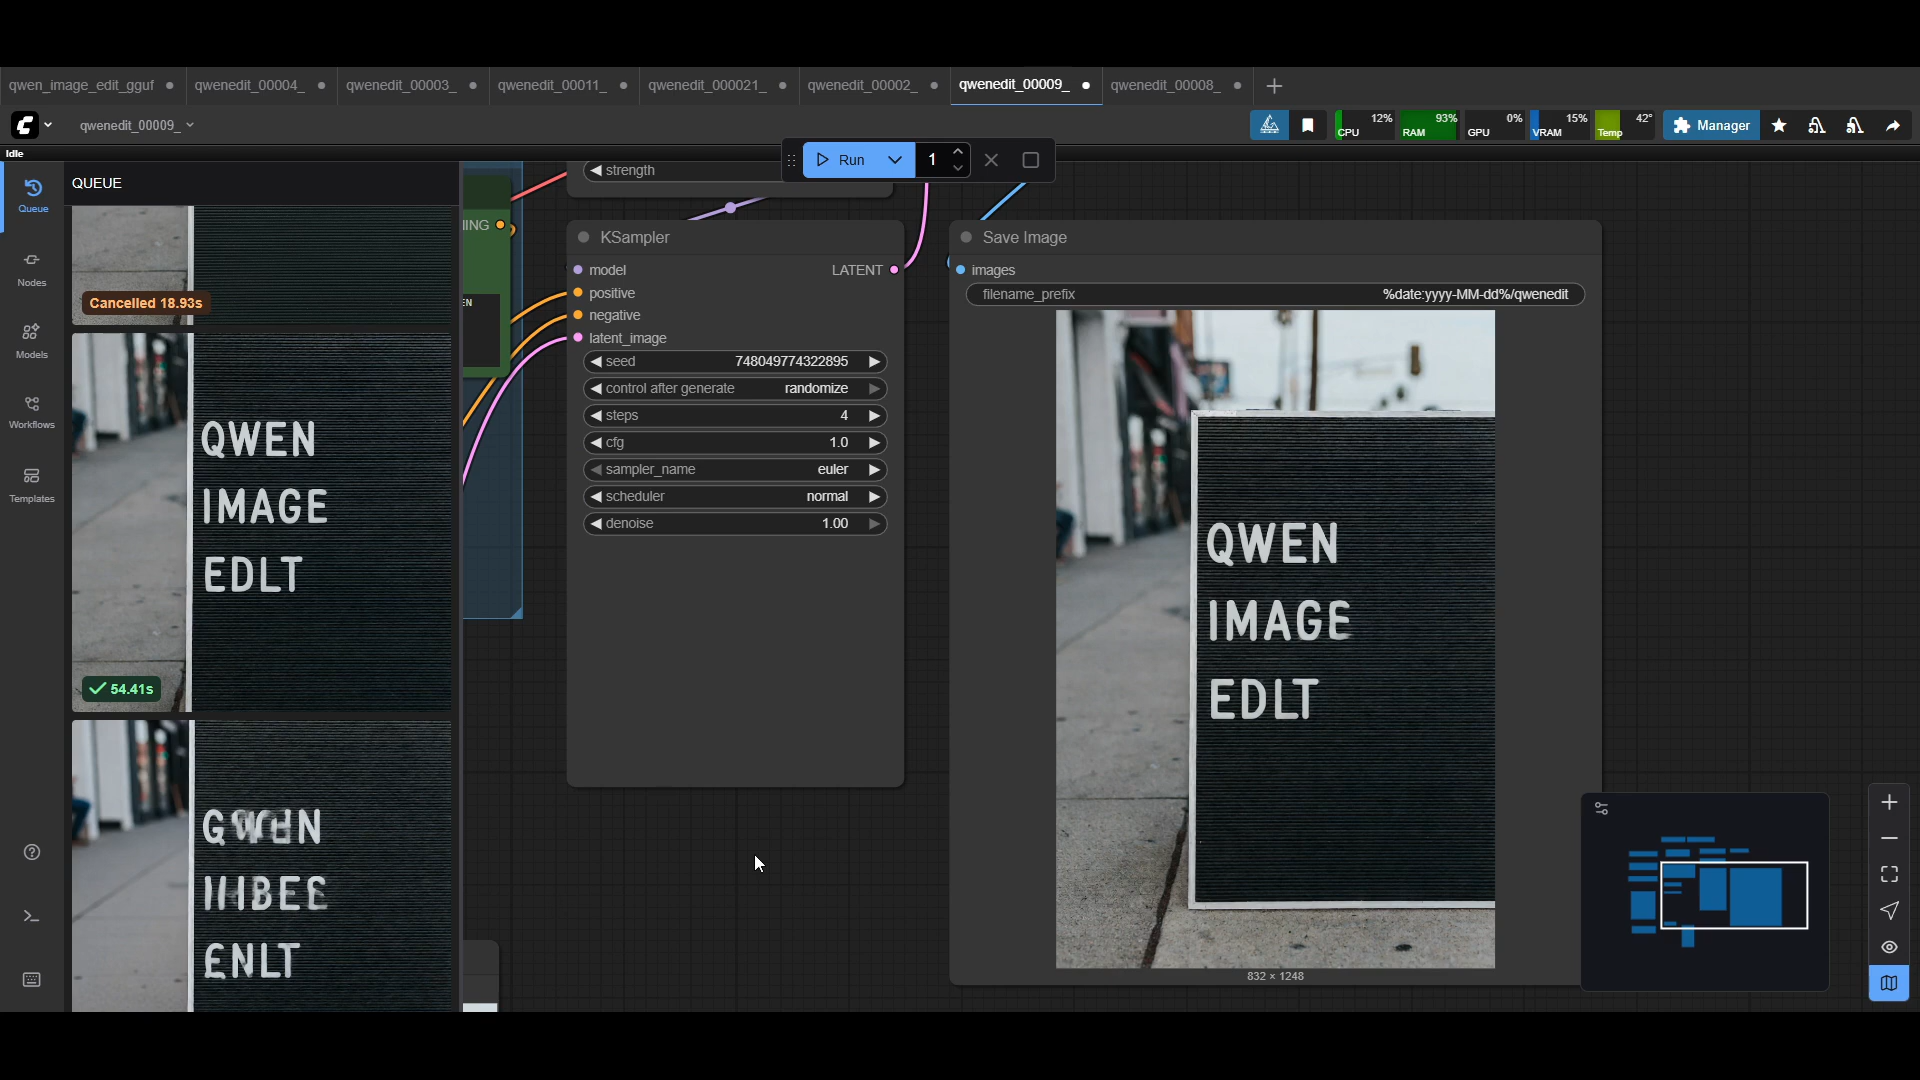 qwen_image_edit_gguf
qwenedit_00004_
qwenedit_00003_
qwenedit_00011_
qwenedit_000021_
qwenedit_00002_
qwenedit_00009_
qwenedit_00008_
qwenedit_00009_
CPU 12%
RAM 93%
GPU 0%
VRAM 15%
Temp 42°
Manager
Idle
Run
1
Queue
Nodes
Models
Workflows
Templates
QUEUE
Cancelled 18.93s
QWEN
IMAGE
EDLT
54.41s
ENLT
ING
EN
strength
KSampler
model
LATENT
positive
negative
latent_image
seed 748049774322895
control after generate randomize
steps 4
cfg 1.0
sampler_name euler
scheduler normal
denoise 1.00
Save Image
images
filename_prefix %date:yyyy-MM-dd%/qwenedit
QWEN
IMAGE
EDLT
832 × 1248